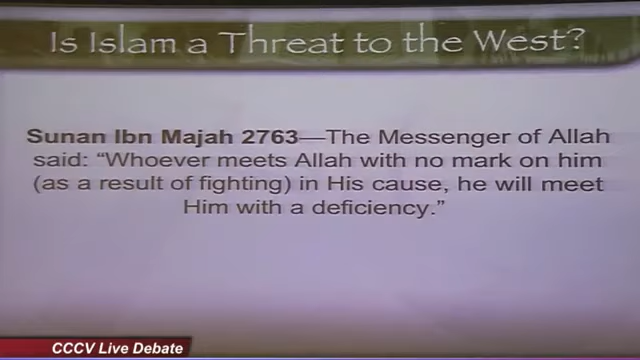 Is Islam a Threat to the West?
Sunan Ibn Majah 2763—The Messenger of Allah
said: “Whoever meets Allah with no mark on him
(as a result of fighting) in His cause, he will meet
Him with a deficiency.”
CCCV Live Debate